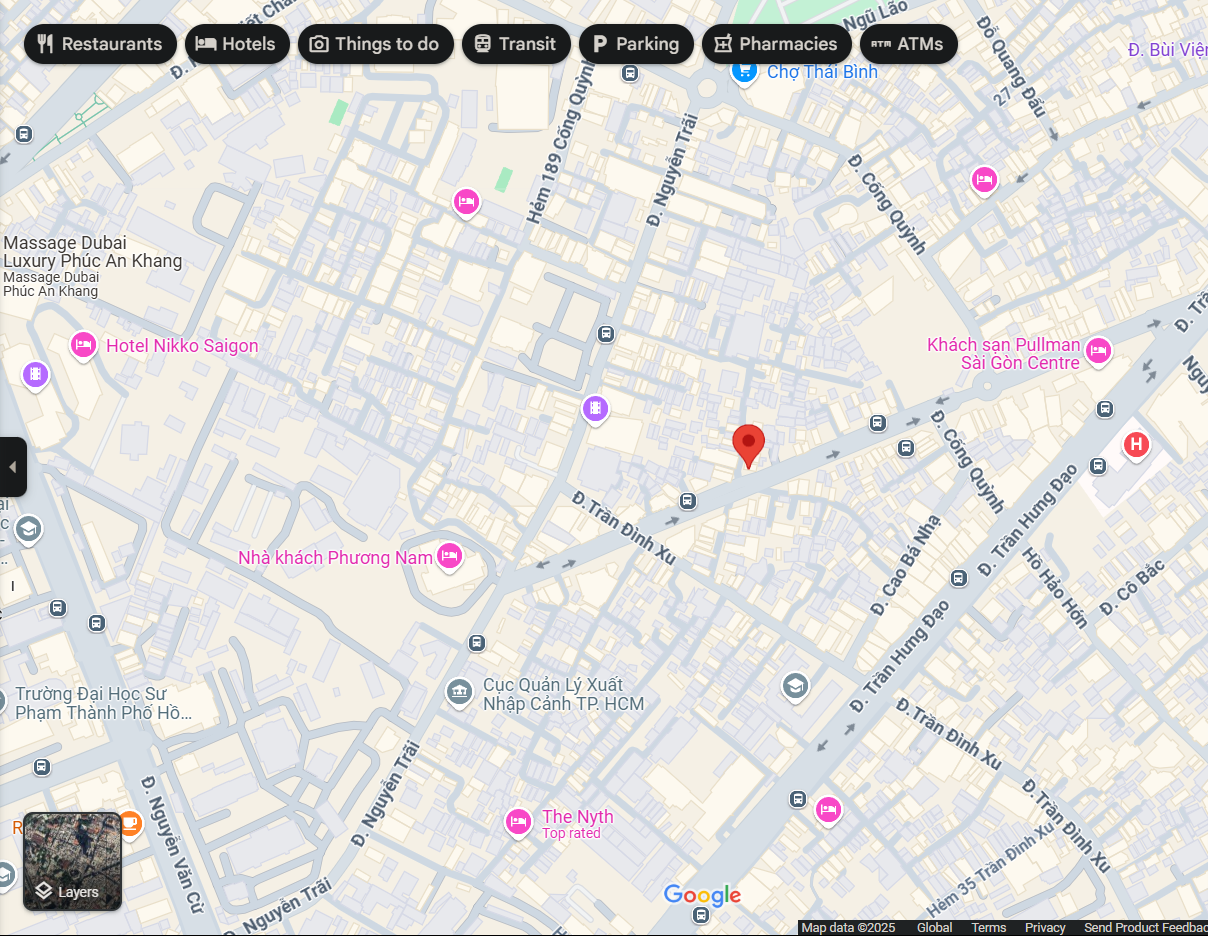 Restaurants
Hotels
Things to do
Transit
Parking
Pharmacies
ATMs
Ngũ Lão
Đỗ Quang Đẩu
Đ. Bùi Viện
Chợ Thái Bình
27
Hẻm 189 Cống Quỳnh
Đ. Nguyễn Trãi
Đ. Cống Quỳnh
Massage Dubai
Luxury Phúc An Khang
Massage Dubai
Phúc An Khang
Hotel Nikko Saigon
Khách sạn Pullman
Sài Gòn Centre
H
Đ. Cống Quỳnh
Đ. Trần Hưng Đạo
Đ. Trần Đình Xu
Đ. Cao Bá Nhạ
Hồ Hảo Hớn
Đ. Cô Bắc
Nhà khách Phương Nam
Đ. Trần Hưng Đạo
Trường Đại Học Sư
Phạm Thành Phố Hồ...
Cục Quản Lý Xuất
Nhập Cảnh TP. HCM
Đ. Trần Đình Xu
Đ. Nguyễn Trãi
Đ. Nguyễn Văn Cừ
The Nyth
Top rated
Đ. Trần Đình Xu
Hẻm 35 Trần Đình Xu
Layers
Nguyễn Trãi
Google
Map data ©2025 Global Terms Privacy Send Product Feedbac